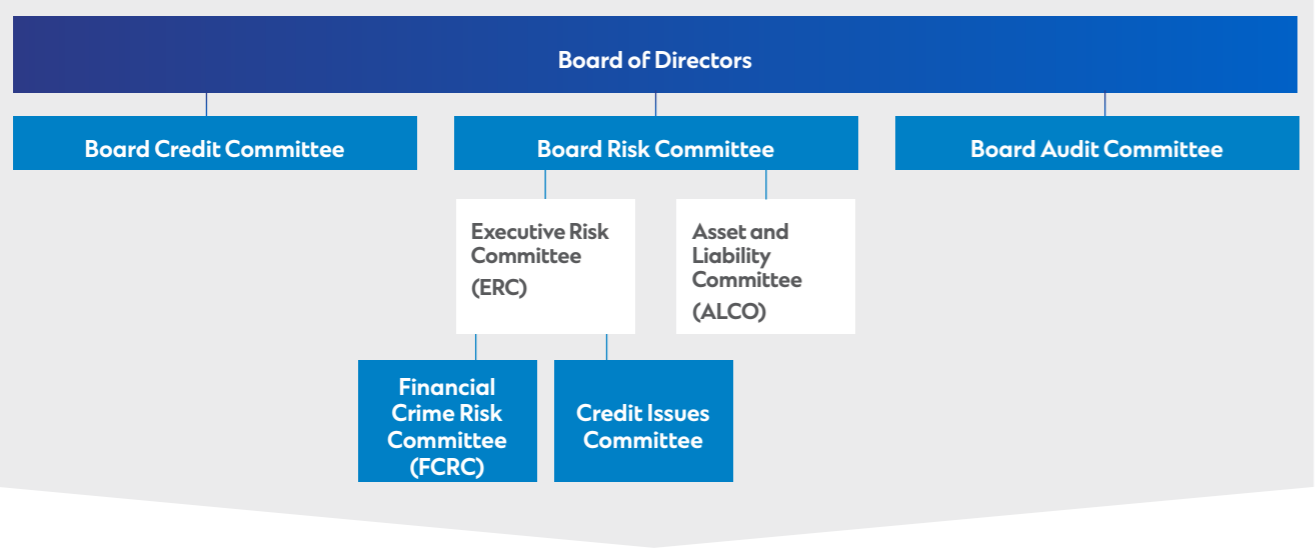 Board of Directors
Board Credit Committee
Board Risk Committee
Board Audit Committee
Executive Risk
Committee
(ERC)
Asset and
Liability
Committee
(ALCO)
Financial
Crime Risk
Committee
(FCRC)
Credit Issues
Committee